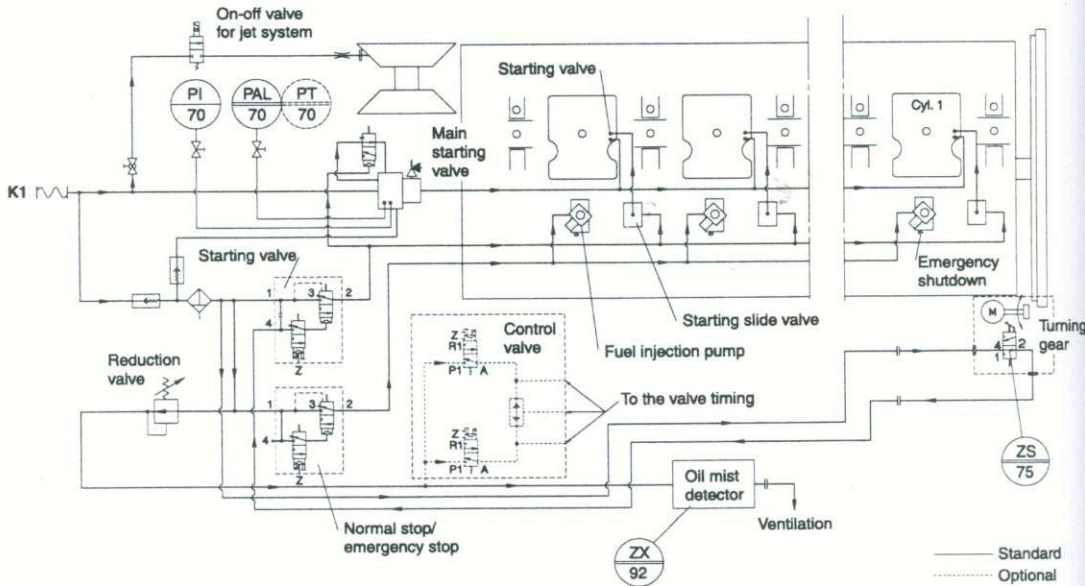 On-off valve
for jet system
S
PI
70
PAL
70
PT
70
Main
starting
valve
Starting valve
Cyl. 1
K1
Starting valve
1
3
2
4
Z
Starting slide valve
Fuel injection pump
Emergency
shutdown
M
Turning
gear
4
2
1
Reduction
valve
1
3
2
4
Z
Control
valve
Z
R1
P1
A
Z
R1
P1
A
To the valve timing
ZS
75
Normal stop/
emergency stop
Oil mist
detector
Ventilation
ZX
92
Standard
Optional